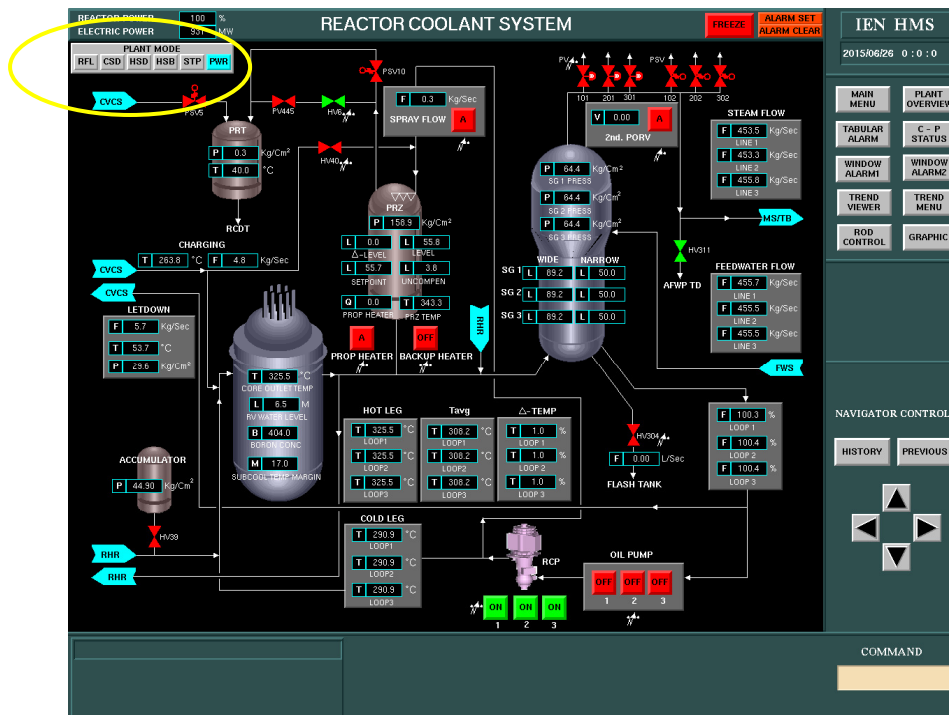 REACTOR POWER 100 %
ELECTRIC POWER 931 MW
REACTOR COOLANT SYSTEM
FREEZE
ALARM SET
ALARM CLEAR
IEN HMS
2015/06/26 0 : 0 : 0
PLANT MODE
RFL CSD HSD HSB STP PWR
MAIN MENU
PLANT OVERVIEW
TABULAR ALARM
C - P STATUS
WINDOW ALARM1
WINDOW ALARM2
TREND VIEWER
TREND MENU
ROD CONTROL
GRAPHIC
NAVIGATOR CONTROL
HISTORY
PREVIOUS
COMMAND
CVCS
PSV5
PV445
HV6
PSV10
HV40
F 0.3 Kg/Sec
SPRAY FLOW
A
PRT
P 0.3 Kg/Cm²
T 40.0 °C
RCDT
PV
PSV
101 201 301 102 202 302
V 0.00
A
2nd. PORV
STEAM FLOW
F 453.5 Kg/Sec
LINE 1
F 453.3 Kg/Sec
LINE 2
F 455.8 Kg/Sec
LINE 3
MS/TB
HV311
AFWP TD
P 64.4 Kg/Cm²
SG 1 PRESS
P 64.4 Kg/Cm²
SG 2 PRESS
P 64.4 Kg/Cm²
SG 3 PRESS
WIDE NARROW
SG 1 L 89.2 L 50.0
SG 2 L 89.2 L 50.0
SG 3 L 89.2 L 50.0
FEEDWATER FLOW
F 455.7 Kg/Sec
LINE 1
F 455.5 Kg/Sec
LINE 2
F 455.5 Kg/Sec
LINE 3
FWS
PRZ
P 158.9 Kg/Cm²
L 0.0 L 55.8
△-LEVEL LEVEL
L 55.7 L 3.8
SETPOINT UNCOMPEN
Q 0.0 T 343.3
PROP HEATER PRZ TEMP
A OFF
PROP HEATER BACKUP HEATER
RHR
CHARGING
CVCS
T 263.8 °C F 4.8 Kg/Sec
CVCS
LETDOWN
F 5.7 Kg/Sec
T 53.7 °C
P 29.6 Kg/Cm²
T 325.5 °C
CORE OUTLET TEMP
L 6.5 M
RV WATER LEVEL
B 404.0
BORON CONC
M 17.0
SUBCOOL TEMP MARGIN
ACCUMULATOR
P 44.90 Kg/Cm²
HV39
RHR
RHR
HOT LEG
T 325.5 °C
LOOP1
T 325.5 °C
LOOP2
T 325.5 °C
LOOP3
Tavg
T 308.2 °C
LOOP1
T 308.2 °C
LOOP2
T 308.2 °C
LOOP3
△-TEMP
T 1.0 %
LOOP 1
T 1.0 %
LOOP 2
T 1.0 %
LOOP 3
HV304
F 0.00 L/Sec
FLASH TANK
F 100.3 %
LOOP 1
F 100.4 %
LOOP 2
F 100.4 %
LOOP 3
COLD LEG
T 290.9 °C
LOOP1
T 290.9 °C
LOOP2
T 290.9 °C
LOOP3
RCP
ON ON ON
1 2 3
OIL PUMP
OFF OFF OFF
1 2 3